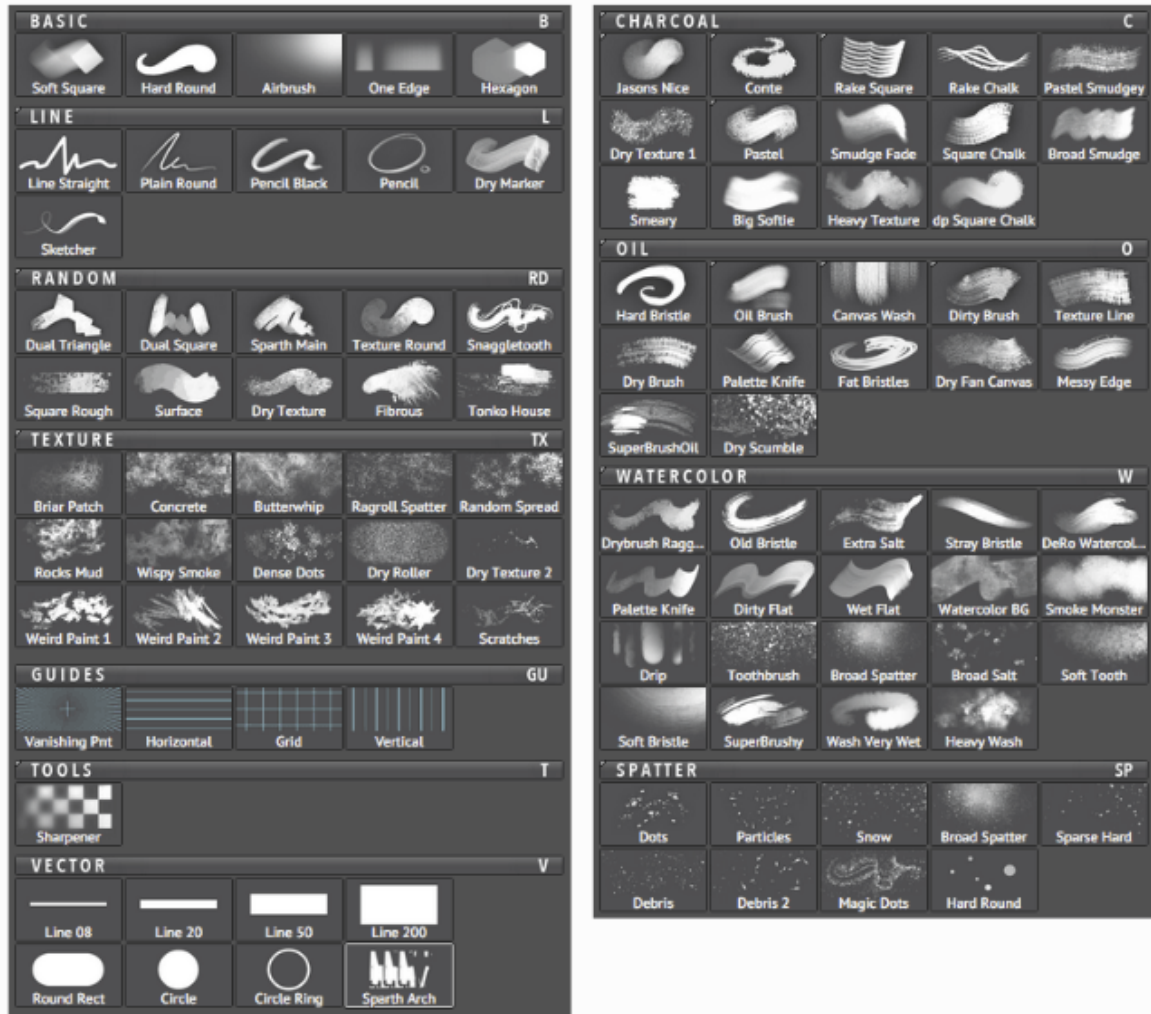 BASIC B
Soft Square Hard Round Airbrush One Edge Hexagon
LINE L
Line Straight Plain Round Pencil Black Pencil Dry Marker
Sketcher
RANDOM RD
Dual Triangle Dual Square Sparth Main Texture Round Snaggletooth
Square Rough Surface Dry Texture Fibrous Tonko House
TEXTURE TX
Briar Patch Concrete Butterwhip Ragroll Spatter Random Spread
Rocks Mud Wispy Smoke Dense Dots Dry Roller Dry Texture 2
Weird Paint 1 Weird Paint 2 Weird Paint 3 Weird Paint 4 Scratches
GUIDES GU
Vanishing Pnt Horizontal Grid Vertical
TOOLS T
Sharpener
VECTOR V
Line 08 Line 20 Line 50 Line 200
Round Rect Circle Circle Ring Sparth Arch
CHARCOAL C
Jasons Nice Conte Rake Square Rake Chalk Pastel Smudgey
Dry Texture 1 Pastel Smudge Fade Square Chalk Broad Smudge
Smeary Big Softie Heavy Texture dp Square Chalk
OIL O
Hard Bristle Oil Brush Canvas Wash Dirty Brush Texture Line
Dry Brush Palette Knife Fat Bristles Dry Fan Canvas Messy Edge
SuperBrushOil Dry Scumble
WATERCOLOR W
Drybrush Ragg... Old Bristle Extra Salt Stray Bristle DeRo Watercol...
Palette Knife Dirty Flat Wet Flat Watercolor BG Smoke Monster
Drip Toothbrush Broad Spatter Broad Salt Soft Tooth
Soft Bristle SuperBrushy Wash Very Wet Heavy Wash
SPATTER SP
Dots Particles Snow Broad Spatter Sparse Hard
Debris Debris 2 Magic Dots Hard Round